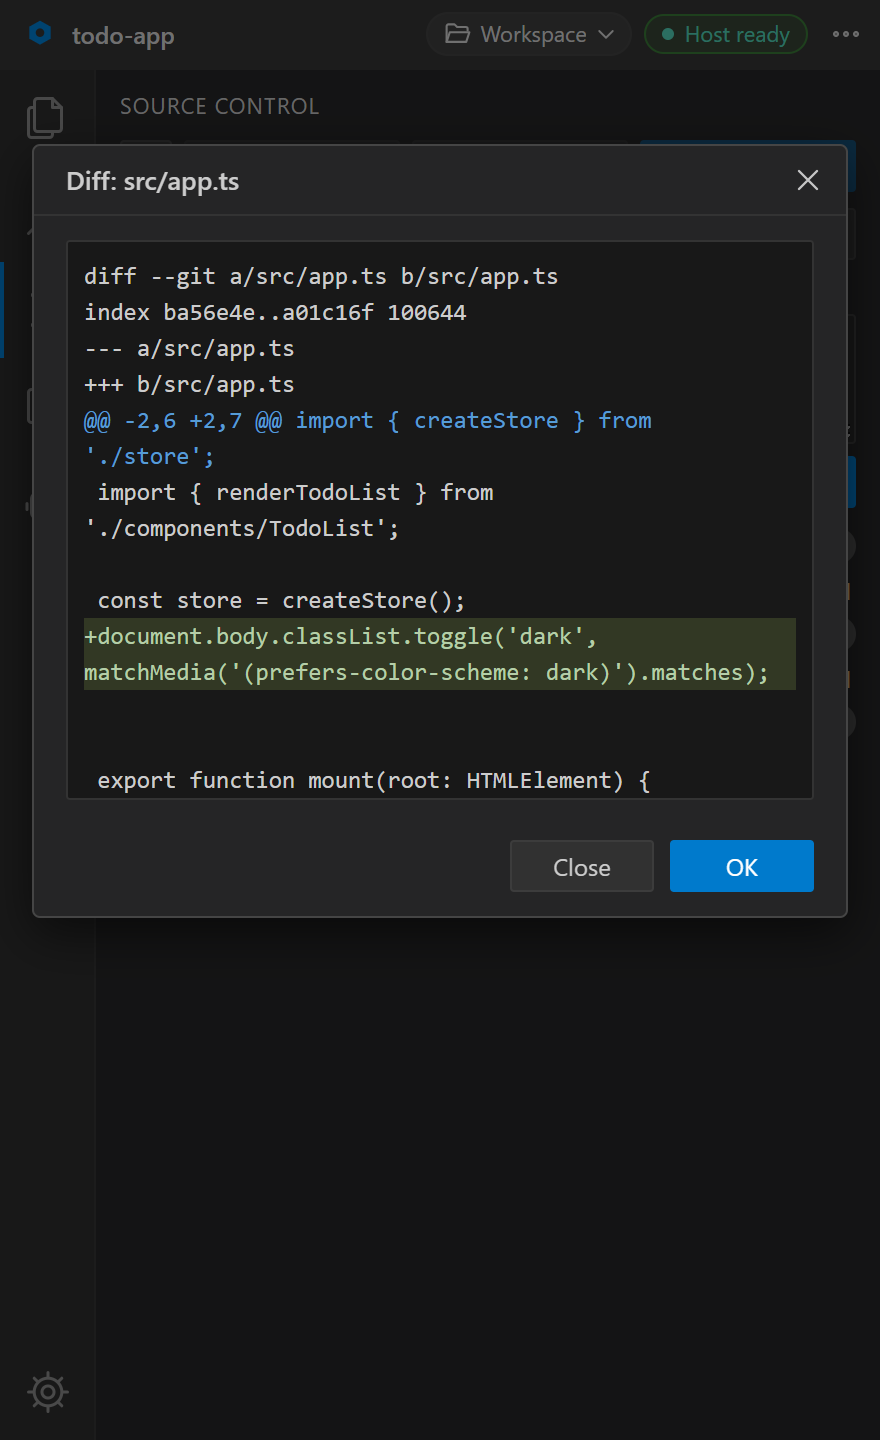 todo-app
Workspace
Host ready
SOURCE CONTROL
Diff: src/app.ts
diff --git a/src/app.ts b/src/app.ts
index ba56e4e..a01c16f 100644
--- a/src/app.ts
+++ b/src/app.ts
@@ -2,6 +2,7 @@ import { createStore } from
'./store';
 import { renderTodoList } from
'./components/TodoList';
 const store = createStore();
+document.body.classList.toggle('dark',
matchMedia('(prefers-color-scheme: dark)').matches);
 export function mount(root: HTMLElement) {
Close
OK